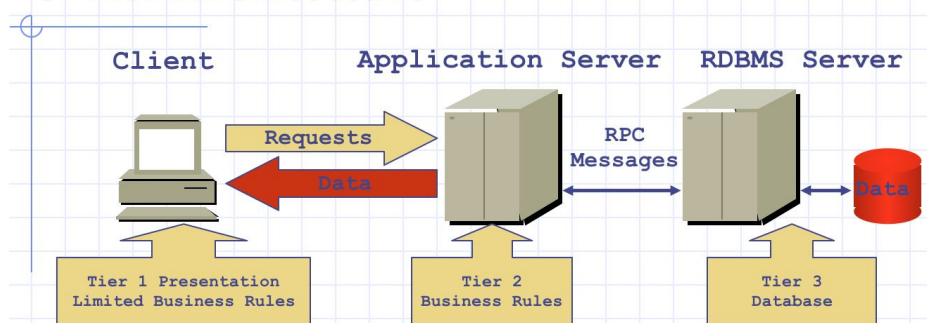 Client
Application Server
RDBMS Server
Requests
Data
RPC
Messages
Data
Tier 1 Presentation
Limited Business Rules
Tier 2
Business Rules
Tier 3
Database